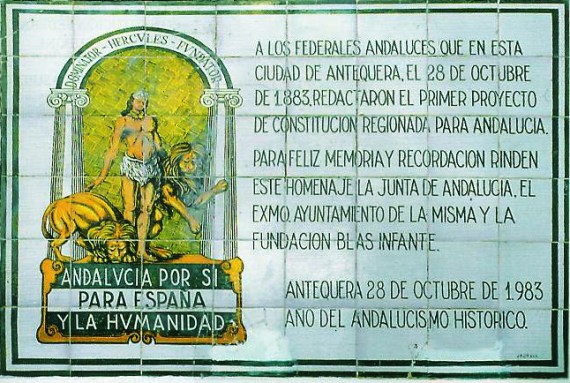 DOMINATOR-HERCVLES-FVNDATOR
ANDALVCIA POR SI
PARA ESPAÑA
Y LA HVMANIDAD
A LOS FEDERALES ANDALUCES QUE EN ESTA
CIUDAD DE ANTEQUERA, EL 28 DE OCTUBRE
DE 1.883, REDACTARON EL PRIMER PROYECTO
DE CONSTITUCION REGIONADA PARA ANDALUCIA.
PARA FELIZ MEMORIA Y RECORDACION RINDEN
ESTE HOMENAJE LA JUNTA DE ANDALUCIA, EL
EXMO. AYUNTAMIENTO DE LA MISMA Y LA
FUNDACION BLAS INFANTE.
ANTEQUERA 28 DE OCTUBRE DE 1.983
AÑO DEL ANDALUCISMO HISTORICO.